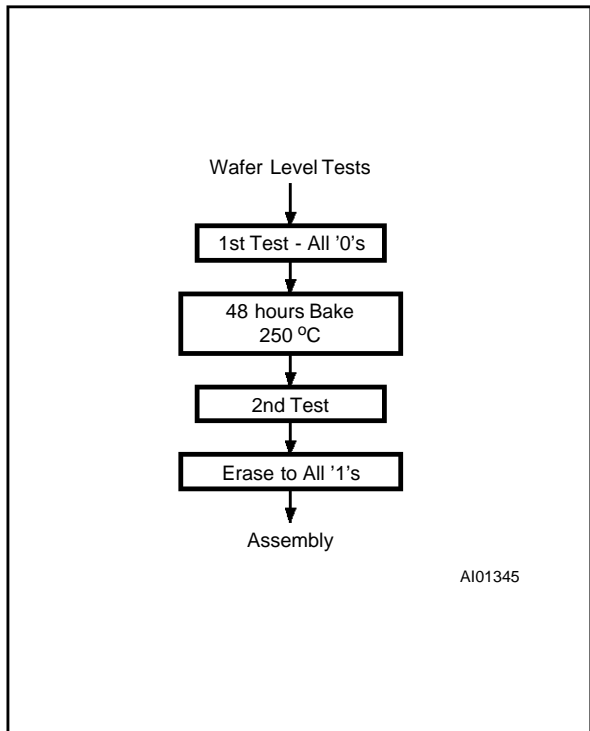 Wafer Level Tests
1st Test - All '0's
48 hours Bake
250 ºC
2nd Test
Erase to All '1's
Assembly
AI01345